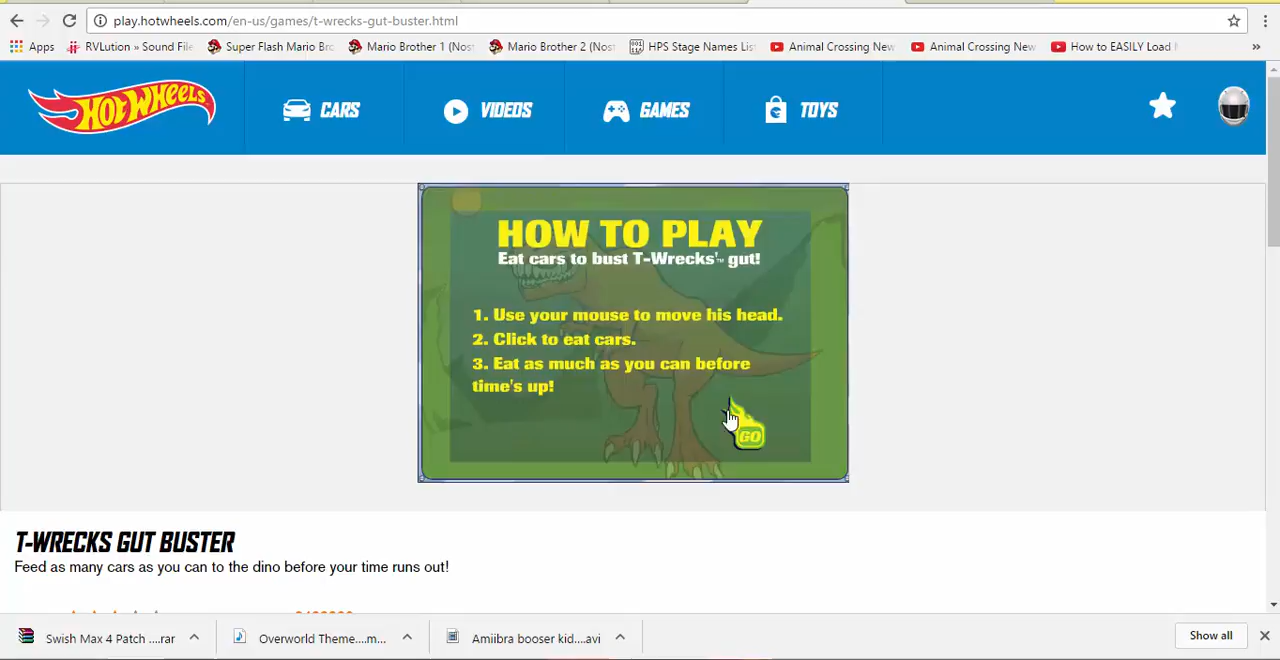 play.hotwheels.com/en-us/games/t-wrecks-gut-buster.html
Apps RVLution » Sound File Super Flash Mario Bro Mario Brother 1 (Nos Mario Brother 2 (Nos HPS Stage Names Lis Animal Crossing New Animal Crossing New How to EASILY Load »
HOT WHEELS CARS VIDEOS GAMES TOYS
HOW TO PLAY
Eat cars to bust T-Wrecks'™ gut!
1. Use your mouse to move his head.
2. Click to eat cars.
3. Eat as much as you can before
time's up!
GO
T-WRECKS GUT BUSTER
Feed as many cars as you can to the dino before your time runs out!
Swish Max 4 Patch ....rar Overworld Theme....m... Amiibra booser kid....avi Show all